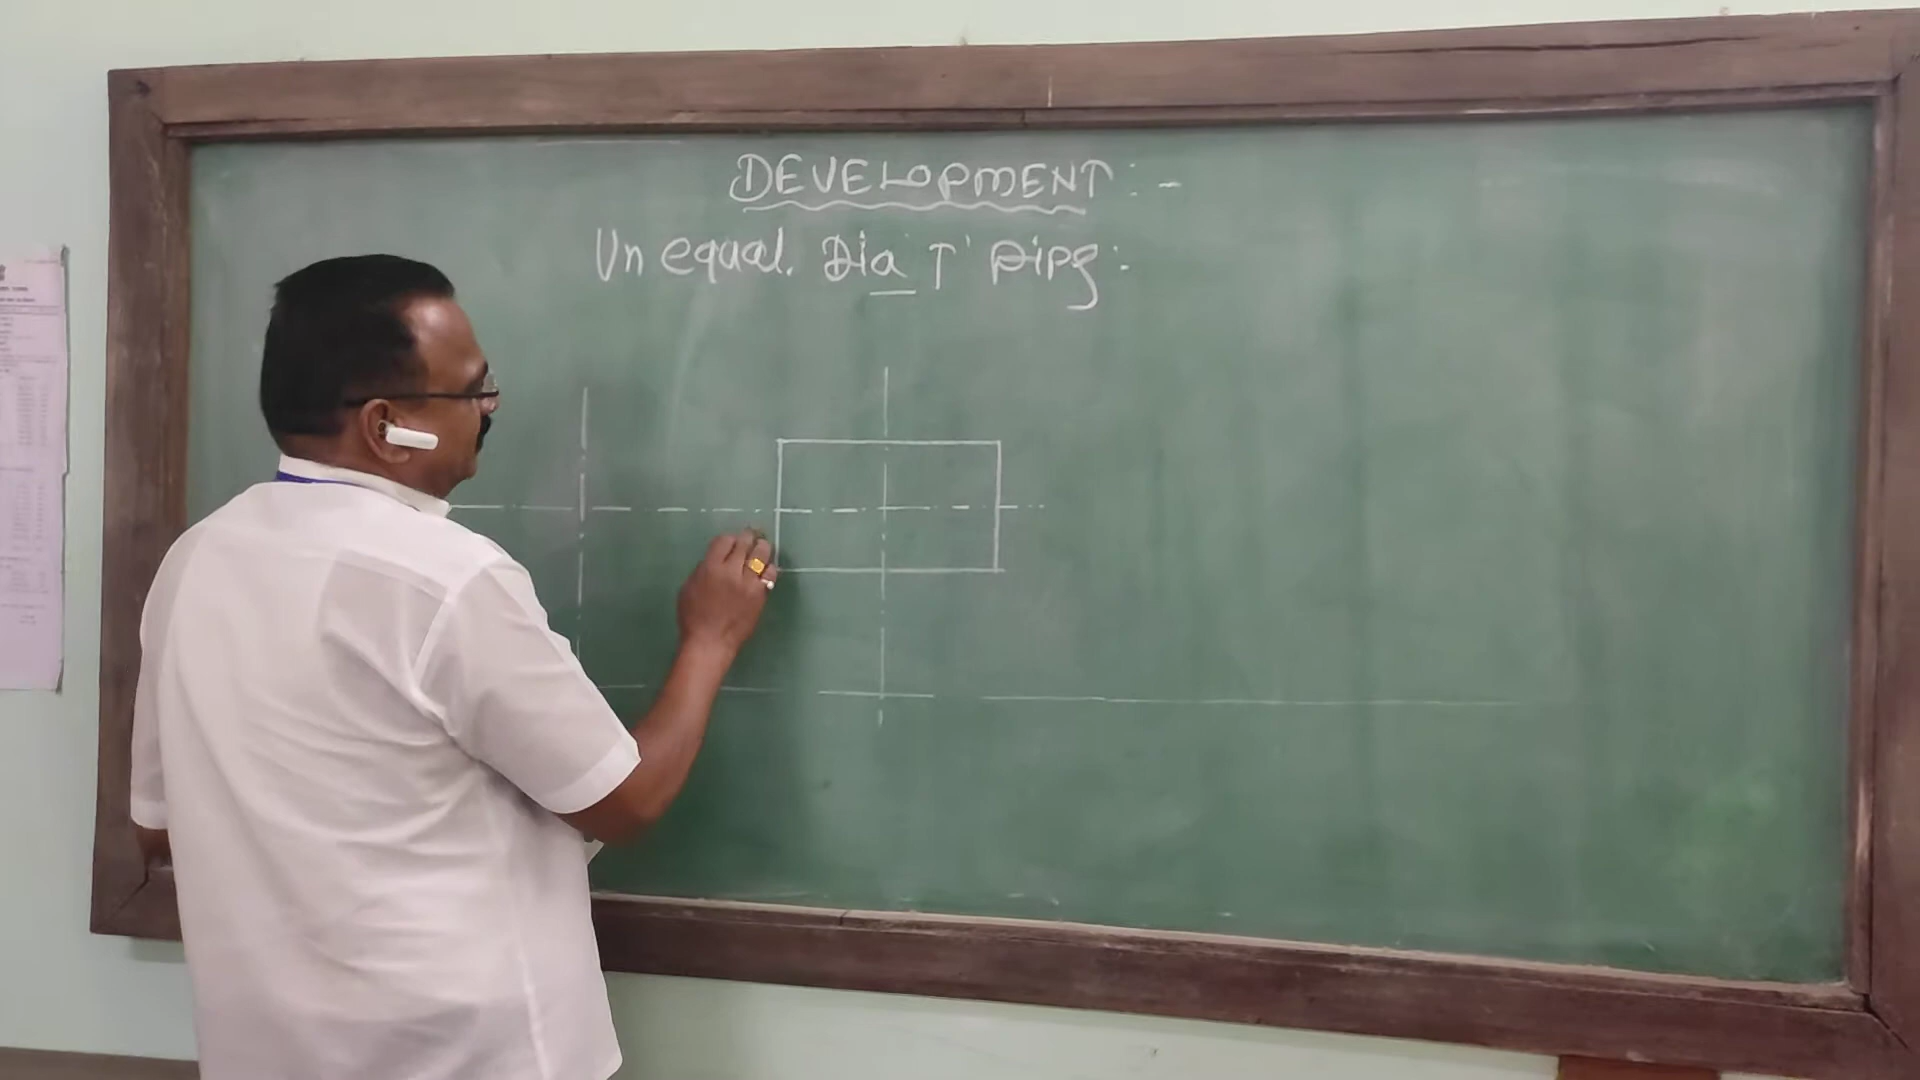 DEVELOPMENT :-
Un equal. Dia 'T' pipe :